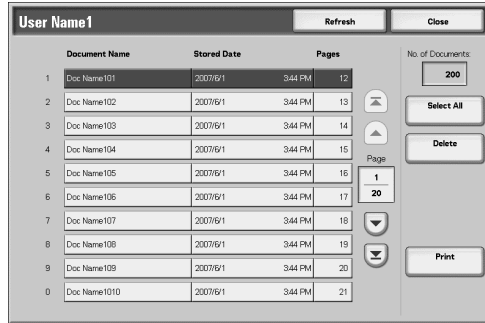 User Name1 Refresh Close
Document Name Stored Date Pages No. of Documents:
200
1 Doc Name101 2007/6/1 3:44 PM 12
2 Doc Name102 2007/6/1 3:44 PM 13 Select All
3 Doc Name103 2007/6/1 3:44 PM 14
4 Doc Name104 2007/6/1 3:44 PM 15 Delete
Page
5 Doc Name105 2007/6/1 3:44 PM 16 1
6 Doc Name106 2007/6/1 3:44 PM 17 20
7 Doc Name107 2007/6/1 3:44 PM 18
8 Doc Name108 2007/6/1 3:44 PM 19
9 Doc Name109 2007/6/1 3:44 PM 20 Print
0 Doc Name1010 2007/6/1 3:44 PM 21